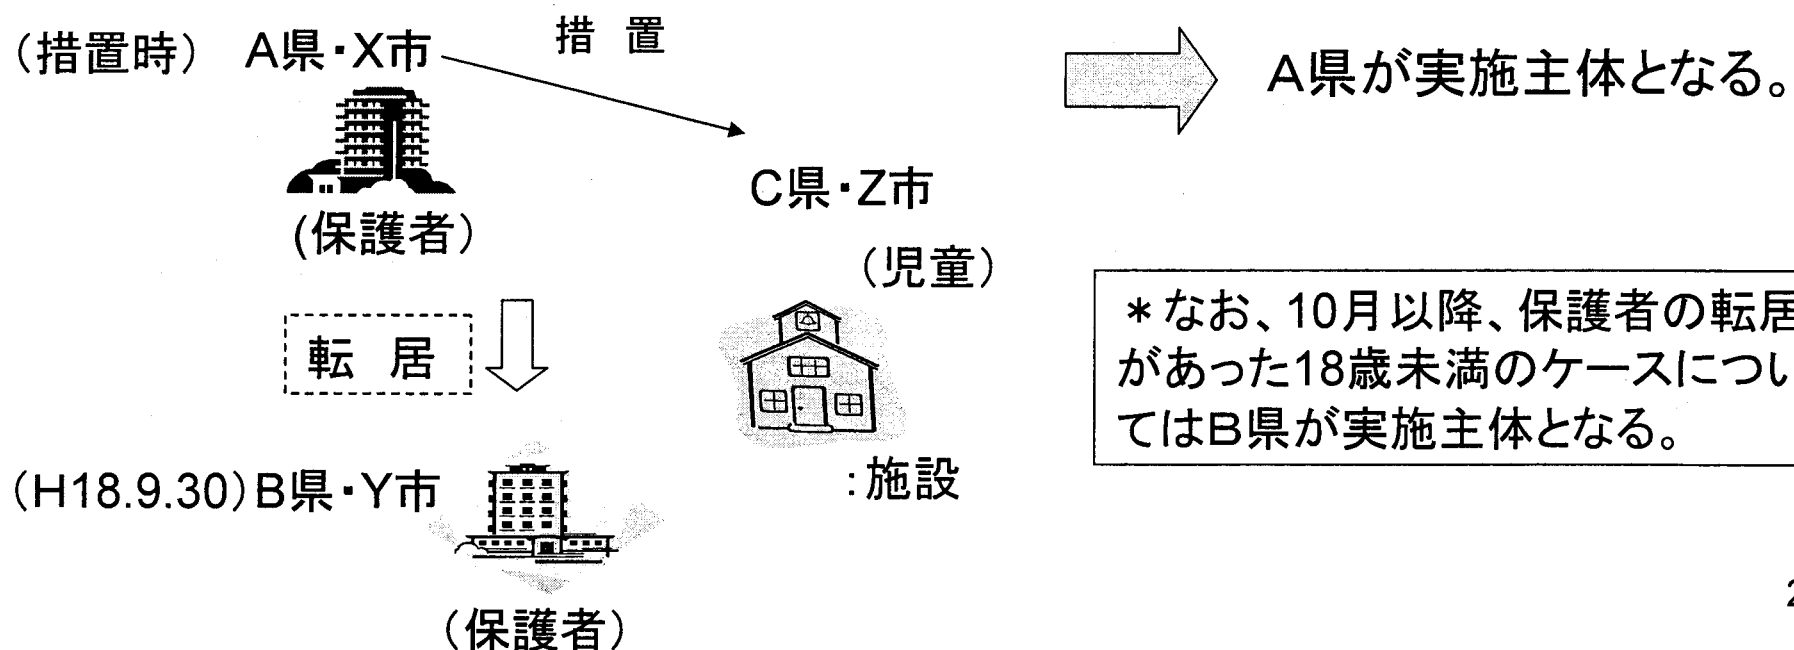 （措置時） A県・X市
措 置
A県が実施主体となる。
C県・Z市
(保護者）
（児童）
転 居
＊なお、10月以降、保護者の転居
があった18歳未満のケースについ
てはB県が実施主体となる。
（H18.9.30）B県・Y市
:施設
（保護者）